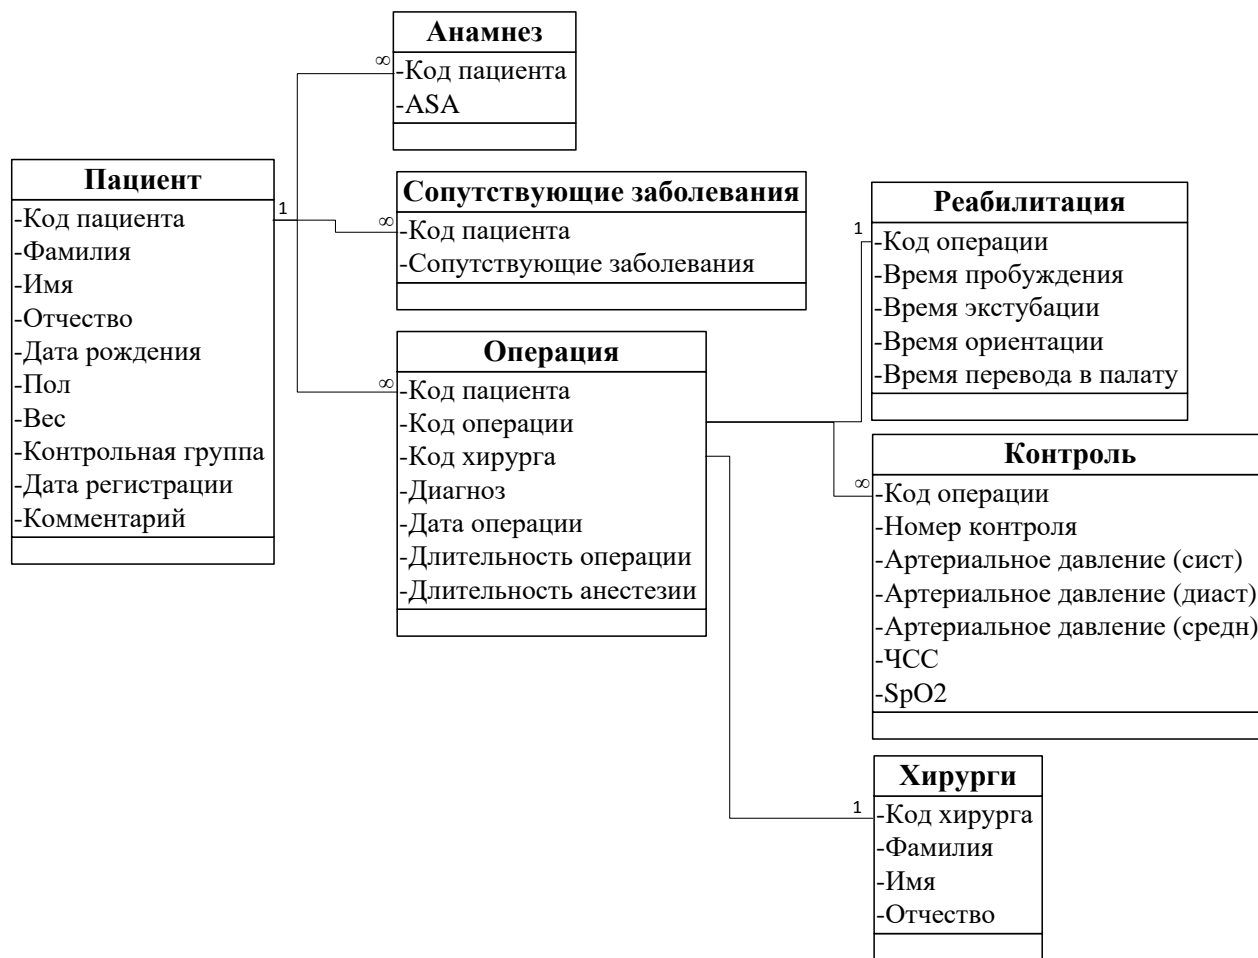 Анамнез
-Код пациента
-ASA
Пациент
-Код пациента
-Фамилия
-Имя
-Отчество
-Дата рождения
-Пол
-Вес
-Контрольная группа
-Дата регистрации
-Комментарий
1
∞
∞
∞
Сопутствующие заболевания
-Код пациента
-Сопутствующие заболевания
Операция
-Код пациента
-Код операции
-Код хирурга
-Диагноз
-Дата операции
-Длительность операции
-Длительность анестезии
1
∞
1
Реабилитация
-Код операции
-Время пробуждения
-Время экстубации
-Время ориентации
-Время перевода в палату
Контроль
-Код операции
-Номер контроля
-Артериальное давление (сист)
-Артериальное давление (диаст)
-Артериальное давление (средн)
-ЧСС
-SpO2
Хирурги
-Код хирурга
-Фамилия
-Имя
-Отчество